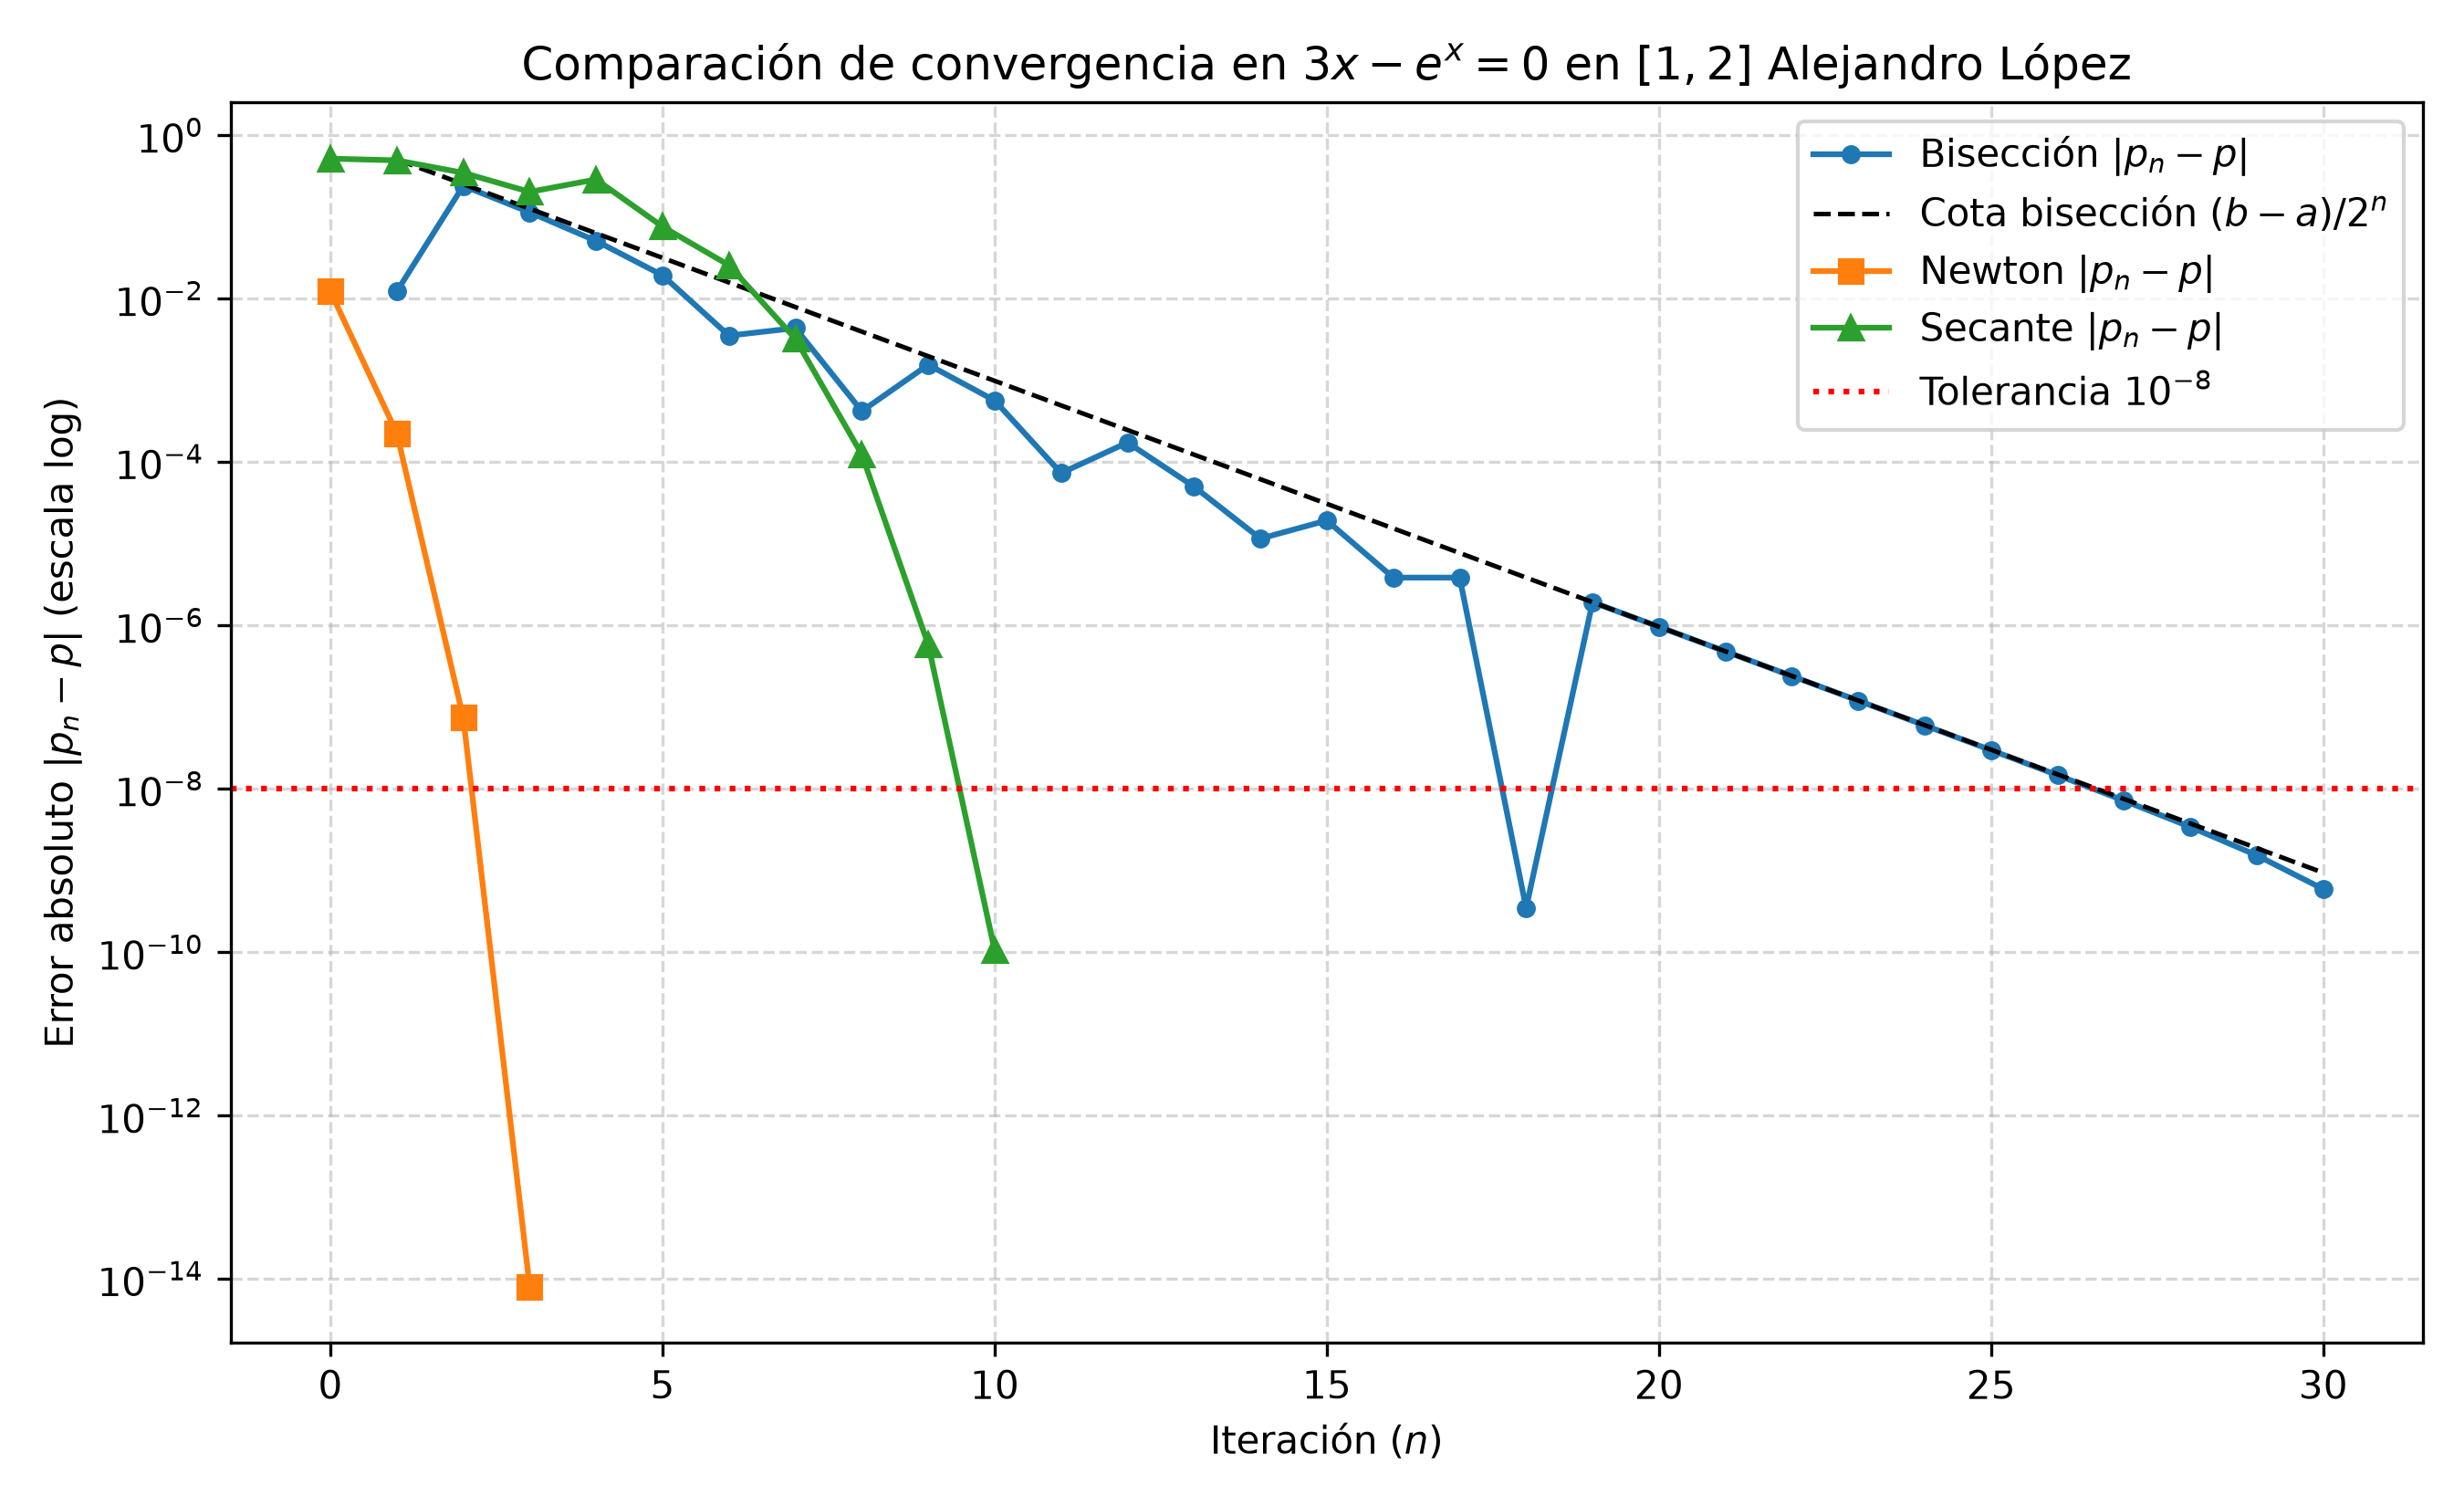 Comparación de convergencia en $3x - e^x = 0$ en $[1, 2]$ Alejandro López
Bisección $|p_n - p|$
Cota bisección $(b - a)/2^n$
Newton $|p_n - p|$
Secante $|p_n - p|$
Tolerancia $10^{-8}$
Error absoluto $|p_n - p|$ (escala log)
$10^0$
$10^{-2}$
$10^{-4}$
$10^{-6}$
$10^{-8}$
$10^{-10}$
$10^{-12}$
$10^{-14}$
0 5 10 15 20 25 30
Iteración ($n$)